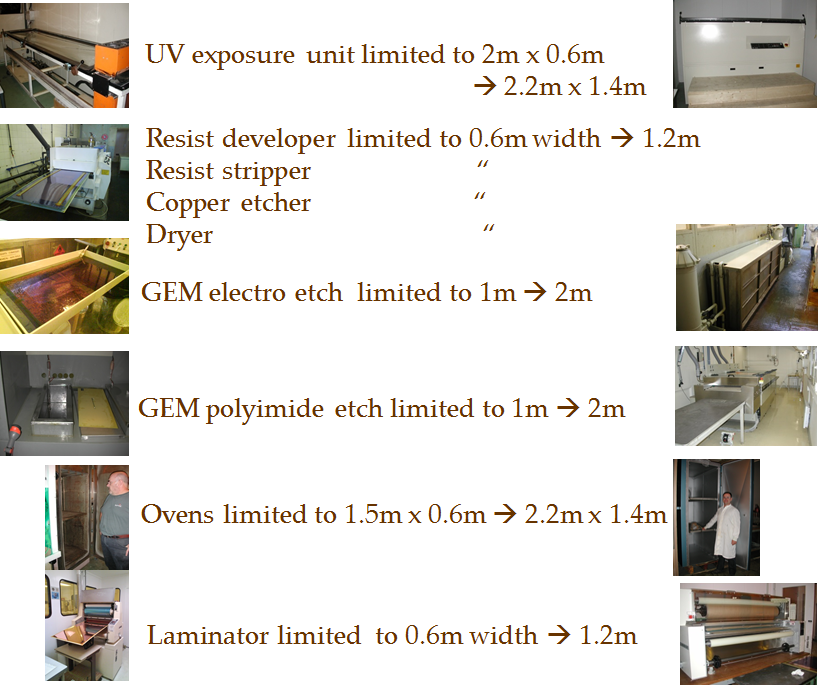 UV exposure unit limited to 2m x 0.6m
→ 2.2m x 1.4m
Resist developer limited to 0.6m width → 1.2m
Resist stripper “
Copper etcher “
Dryer “
GEM electro etch limited to 1m → 2m
GEM polyimide etch limited to 1m → 2m
Ovens limited to 1.5m x 0.6m → 2.2m x 1.4m
Laminator limited to 0.6m width → 1.2m